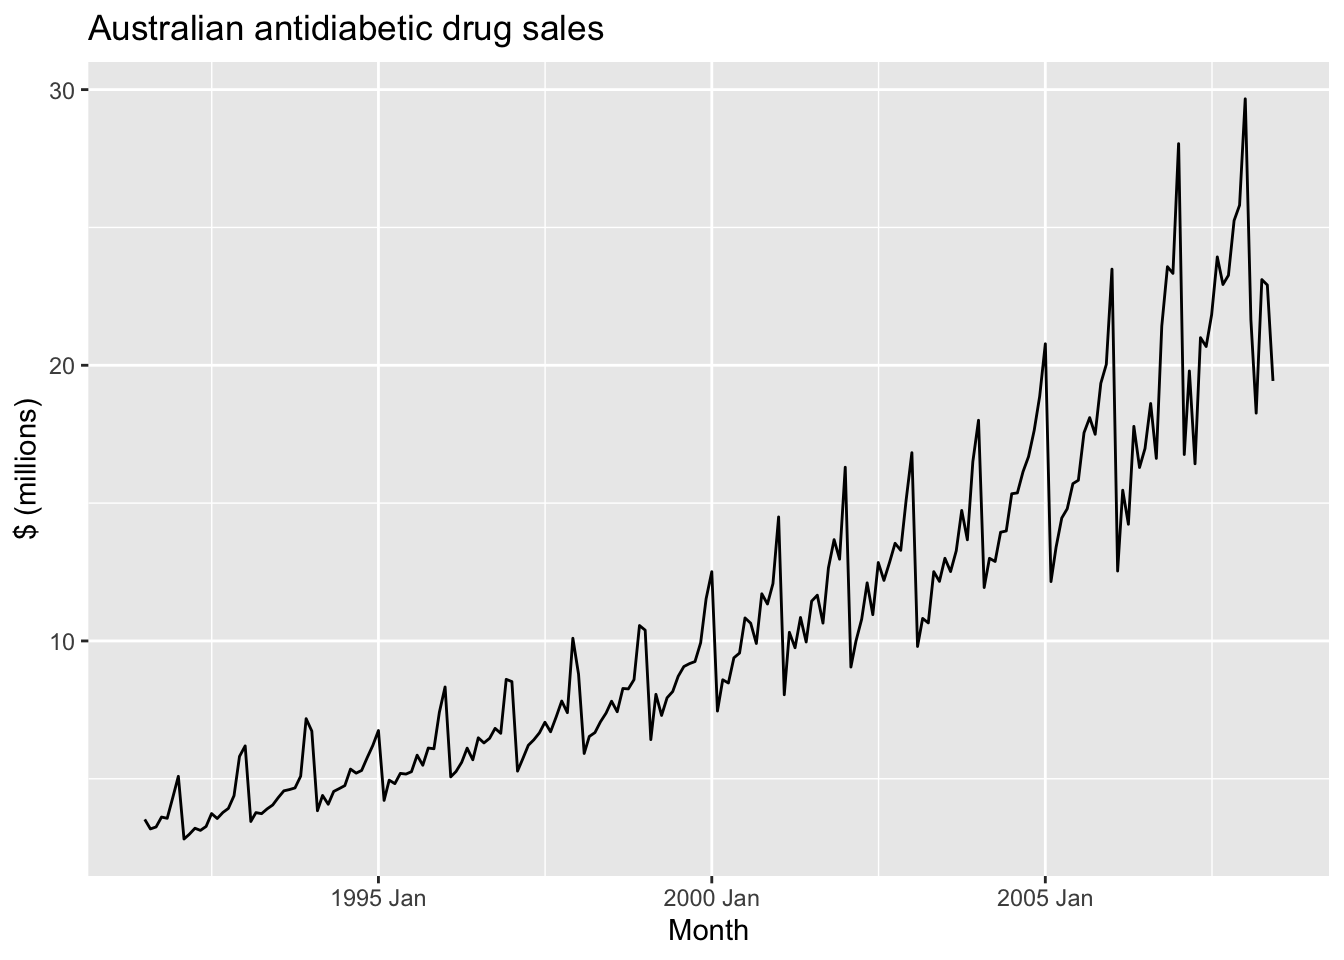 Australian antidiabetic drug sales
30
20
10
$ (millions)
1995 Jan
2000 Jan
2005 Jan
Month